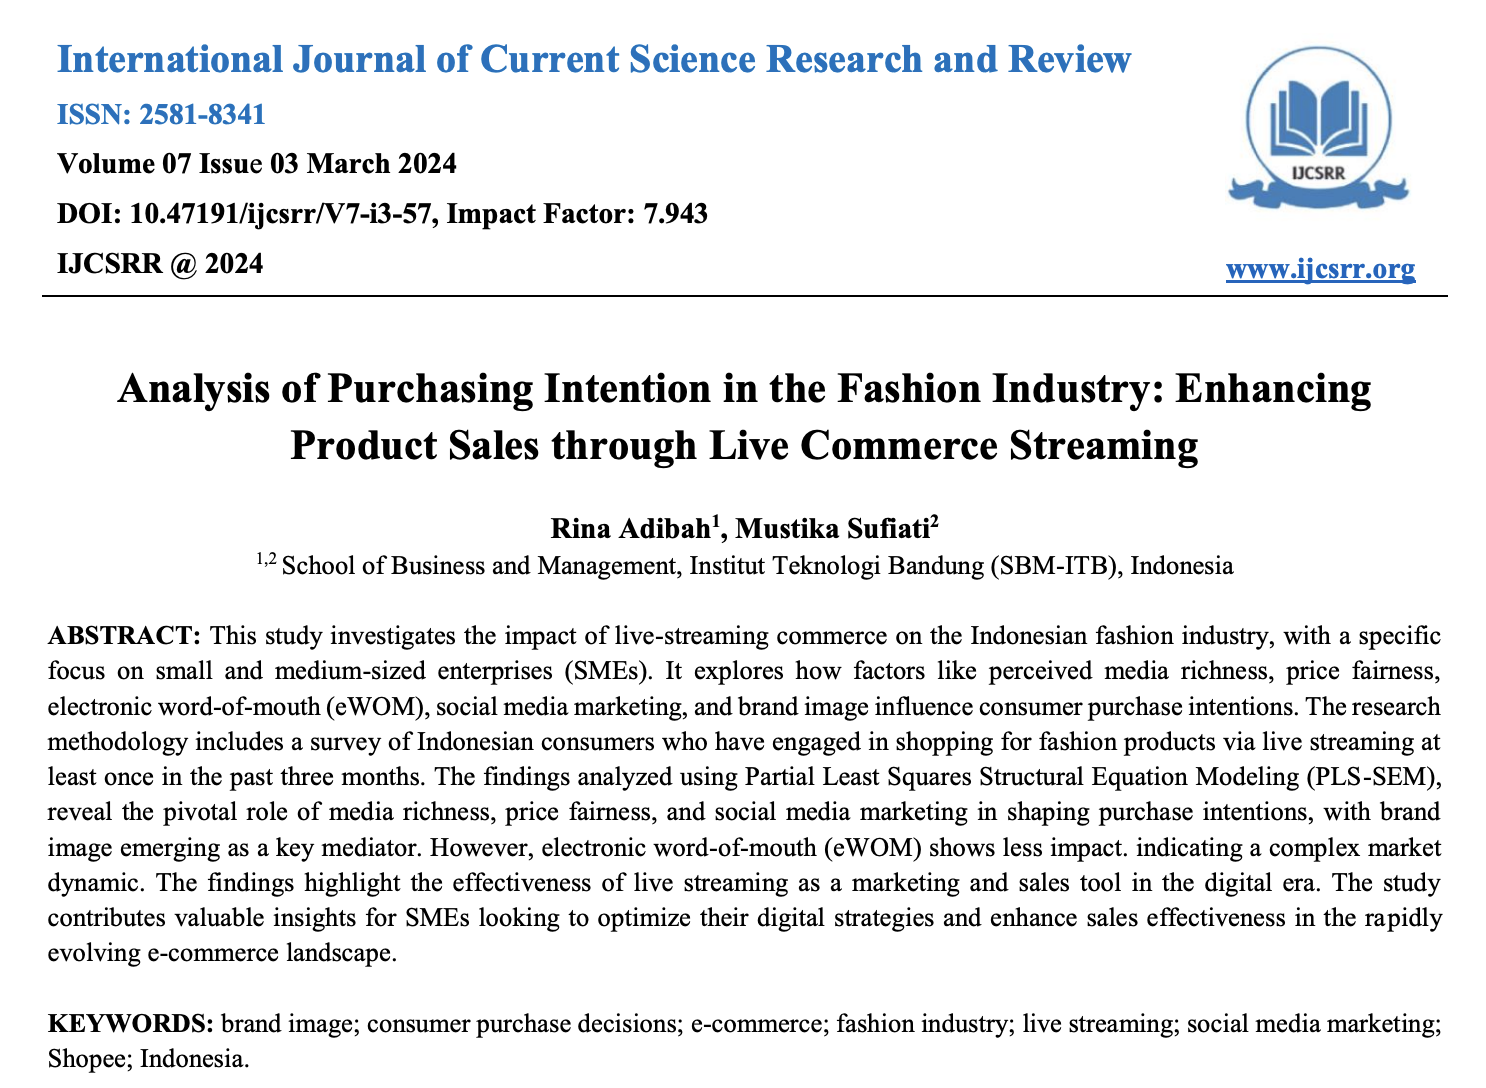 International Journal of Current Science Research and Review
ISSN: 2581-8341
Volume 07 Issue 03 March 2024
DOI: 10.47191/ijcsrr/V7-i3-57, Impact Factor: 7.943
IJCSRR @ 2024
IJCSRR
www.ijcsrr.org
Analysis of Purchasing Intention in the Fashion Industry: Enhancing
Product Sales through Live Commerce Streaming
Rina Adibah1, Mustika Sufiati2
1,2 School of Business and Management, Institut Teknologi Bandung (SBM-ITB), Indonesia
ABSTRACT: This study investigates the impact of live-streaming commerce on the Indonesian fashion industry, with a specific
focus on small and medium-sized enterprises (SMEs). It explores how factors like perceived media richness, price fairness,
electronic word-of-mouth (eWOM), social media marketing, and brand image influence consumer purchase intentions. The research
methodology includes a survey of Indonesian consumers who have engaged in shopping for fashion products via live streaming at
least once in the past three months. The findings analyzed using Partial Least Squares Structural Equation Modeling (PLS-SEM),
reveal the pivotal role of media richness, price fairness, and social media marketing in shaping purchase intentions, with brand
image emerging as a key mediator. However, electronic word-of-mouth (eWOM) shows less impact. indicating a complex market
dynamic. The findings highlight the effectiveness of live streaming as a marketing and sales tool in the digital era. The study
contributes valuable insights for SMEs looking to optimize their digital strategies and enhance sales effectiveness in the rapidly
evolving e-commerce landscape.
KEYWORDS: brand image; consumer purchase decisions; e-commerce; fashion industry; live streaming; social media marketing;
Shopee; Indonesia.